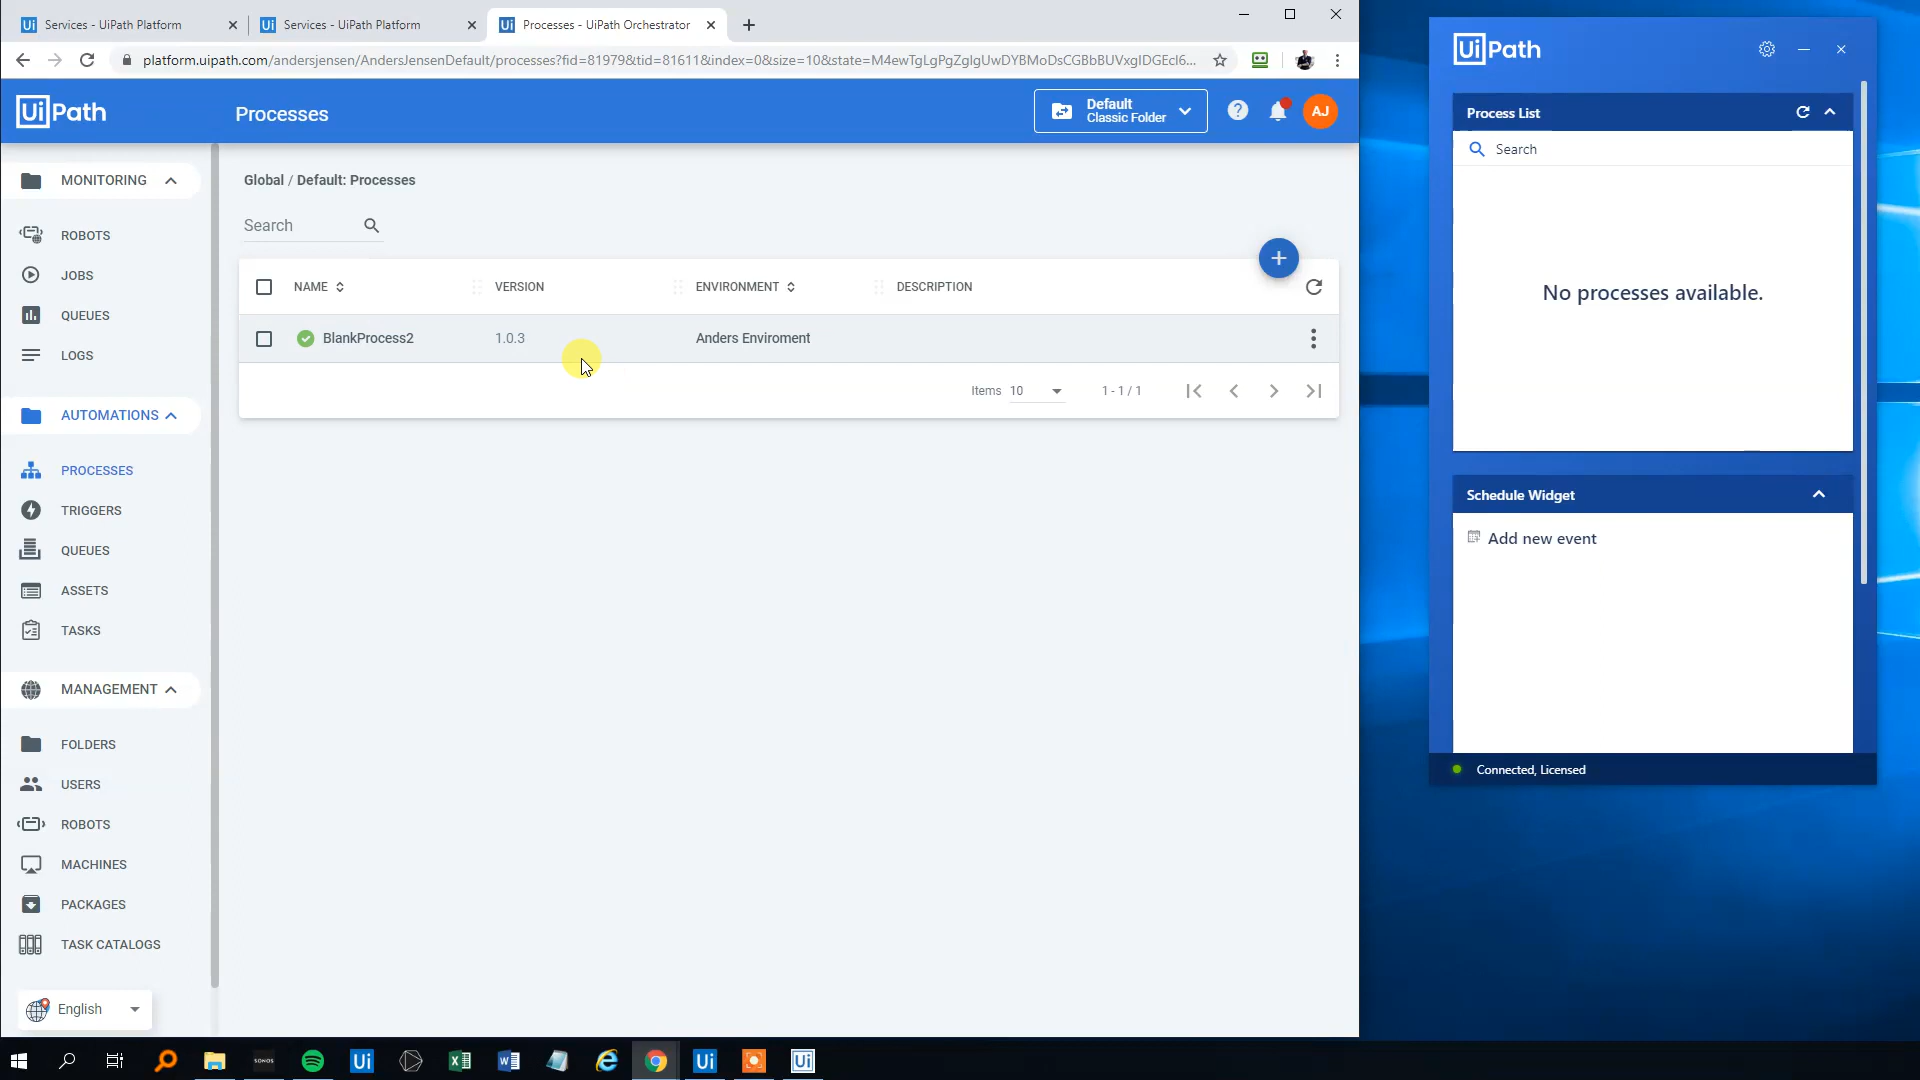 Services - UiPath Platform
Services - UiPath Platform
Processes - UiPath Orchestrator
platform.uipath.com/andersjensen/AndersJensenDefault/processes?fid=81979&tid=81611&index=0&size=10&state=M4ewTgLgPgZglgUwDYBMoDsCGBbBUVxgIDGEcI6...
UiPath
Processes
Default
Classic Folder
AJ
MONITORING
ROBOTS
JOBS
QUEUES
LOGS
AUTOMATIONS
PROCESSES
TRIGGERS
QUEUES
ASSETS
TASKS
MANAGEMENT
FOLDERS
USERS
ROBOTS
MACHINES
PACKAGES
TASK CATALOGS
English
Global / Default: Processes
Search
NAME VERSION ENVIRONMENT DESCRIPTION
BlankProcess2 1.0.3 Anders Enviroment
Items 10 1 - 1 / 1
UiPath
Process List
Search
No processes available.
Schedule Widget
Add new event
Connected, Licensed
SONOS